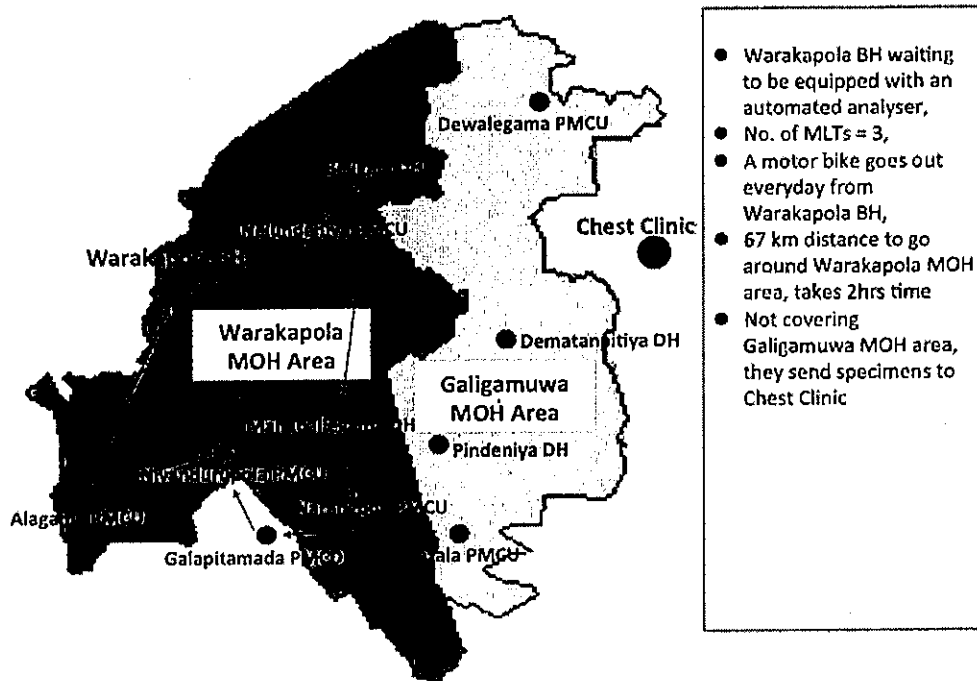 Dewalegama PMCU
Chest Clinic
Warakapola
MOH Area
Dematanpitiya DH
Galigamuwa
MOH Area
Pindeniya DH
PMCU
Galapitamada PMCU
PMCU
● Warakapola BH waiting
to be equipped with an
automated analyser,
● No. of MLTs = 3,
● A motor bike goes out
everyday from
Warakapola BH,
● 67 km distance to go
around Warakapola MOH
area, takes 2hrs time
● Not covering
Galigamuwa MOH area,
they send specimens to
Chest Clinic